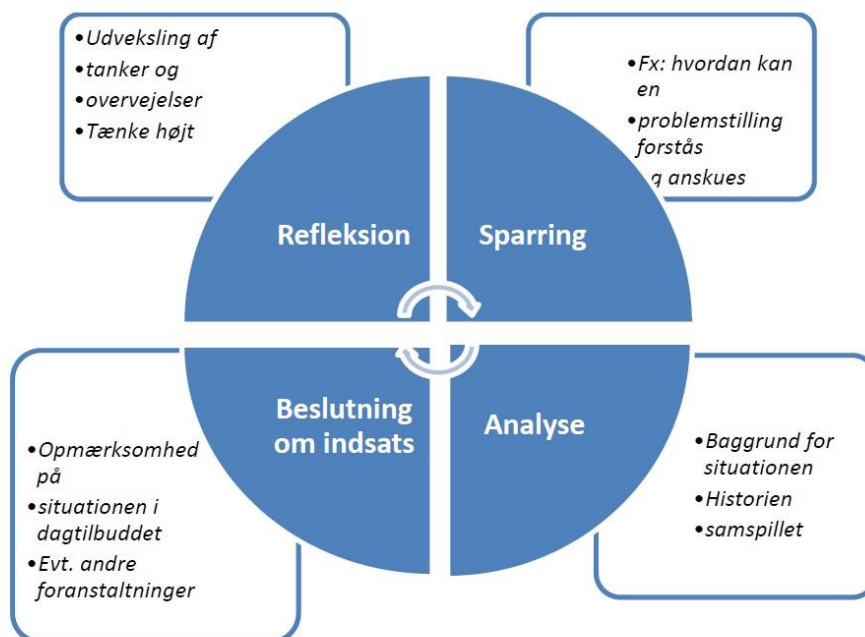 •Udveksling af
•tanker og
•overvejelser
•Tænke højt
•Fx: hvordan kan
en
•problemstilling
forstås
g anskues
Refleksion
Sparring
Beslutning
om indsats
Analyse
•Opmærksomhed
på
•situationen i
dagtilbuddet
•Evt. andre
foranstaltninger
•Baggrund for
situationen
•Historien
•samspillet